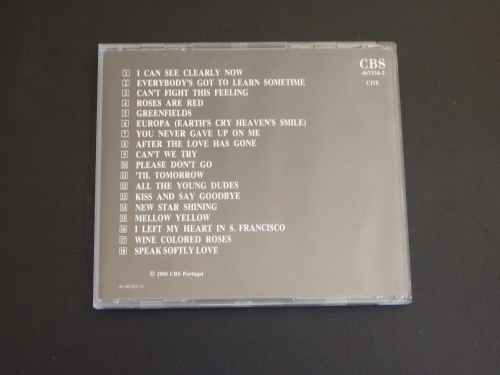 CBS
467334-2
CDE
1 I CAN SEE CLEARLY NOW
2 EVERYBODY'S GOT TO LEARN SOMETIME
3 CAN'T FIGHT THIS FEELING
4 ROSES ARE RED
5 GREENFIELDS
6 EUROPA (EARTH'S CRY HEAVEN'S SMILE)
7 YOU NEVER GAVE UP ON ME
8 AFTER THE LOVE HAS GONE
9 CAN'T WE TRY
10 PLEASE DON'T GO
11 'TIL TOMORROW
12 ALL THE YOUNG DUDES
13 KISS AND SAY GOODBYE
14 NEW STAR SHINING
15 MELLOW YELLOW
16 I LEFT MY HEART IN S. FRANCISCO
17 WINE COLORED ROSES
18 SPEAK SOFTLY LOVE
© 1990 CBS Portugal